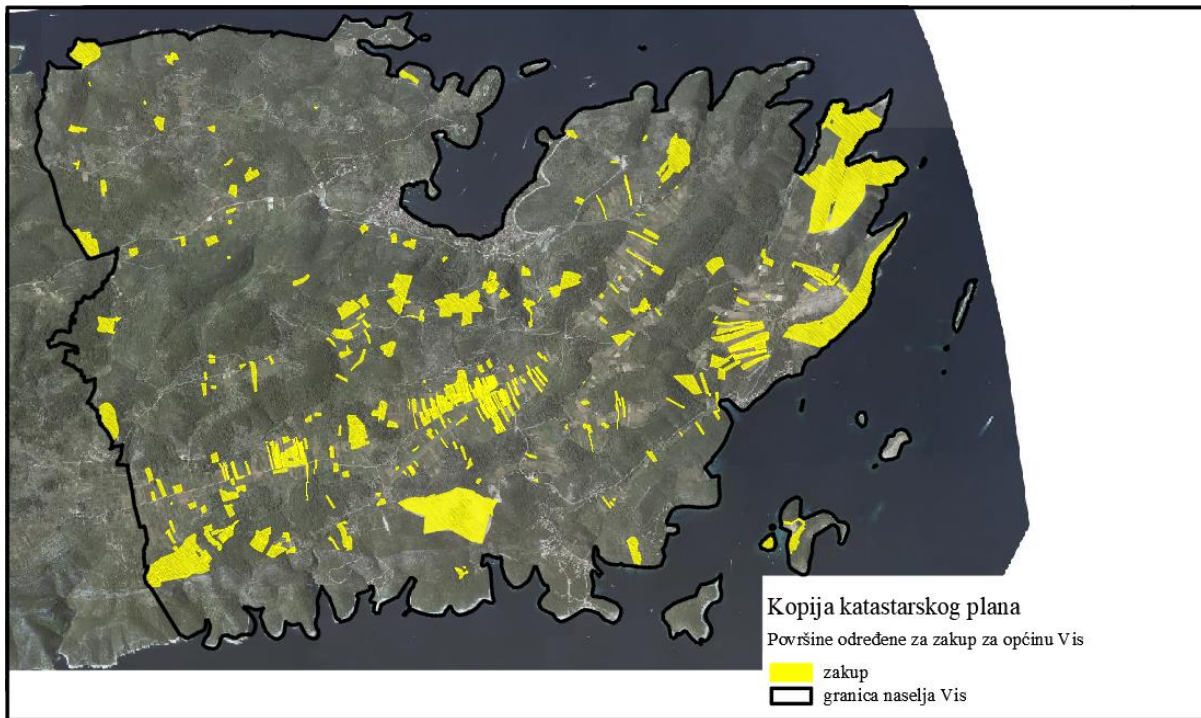 Kopija katastarskog plana
Površine određene za zakup za općinu Vis
zakup
granica naselja Vis